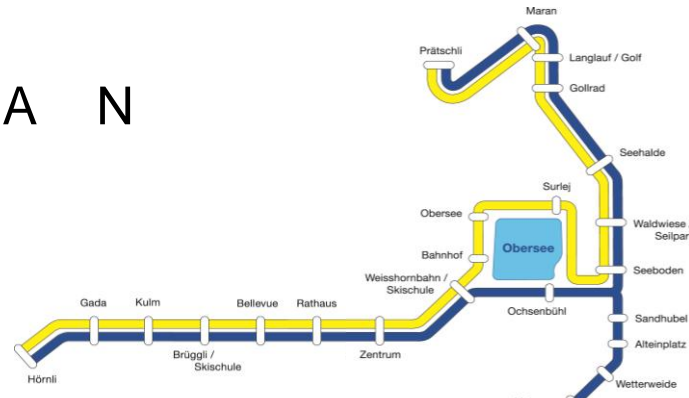 Maran
Prätschli
Langlauf / Golf
Gollrad
A N
Seehalde
Surlej
Obersee
Waldwiese
Seilpar
Obersee
Bahnhof
Seeboden
Weisshornbahn /
Skischule
Ochsenbühl
Gada
Kulm
Bellevue
Rathaus
Sandhubel
Alteinplatz
Brüggli /
Skischule
Zentrum
Hörnli
Wetterweide